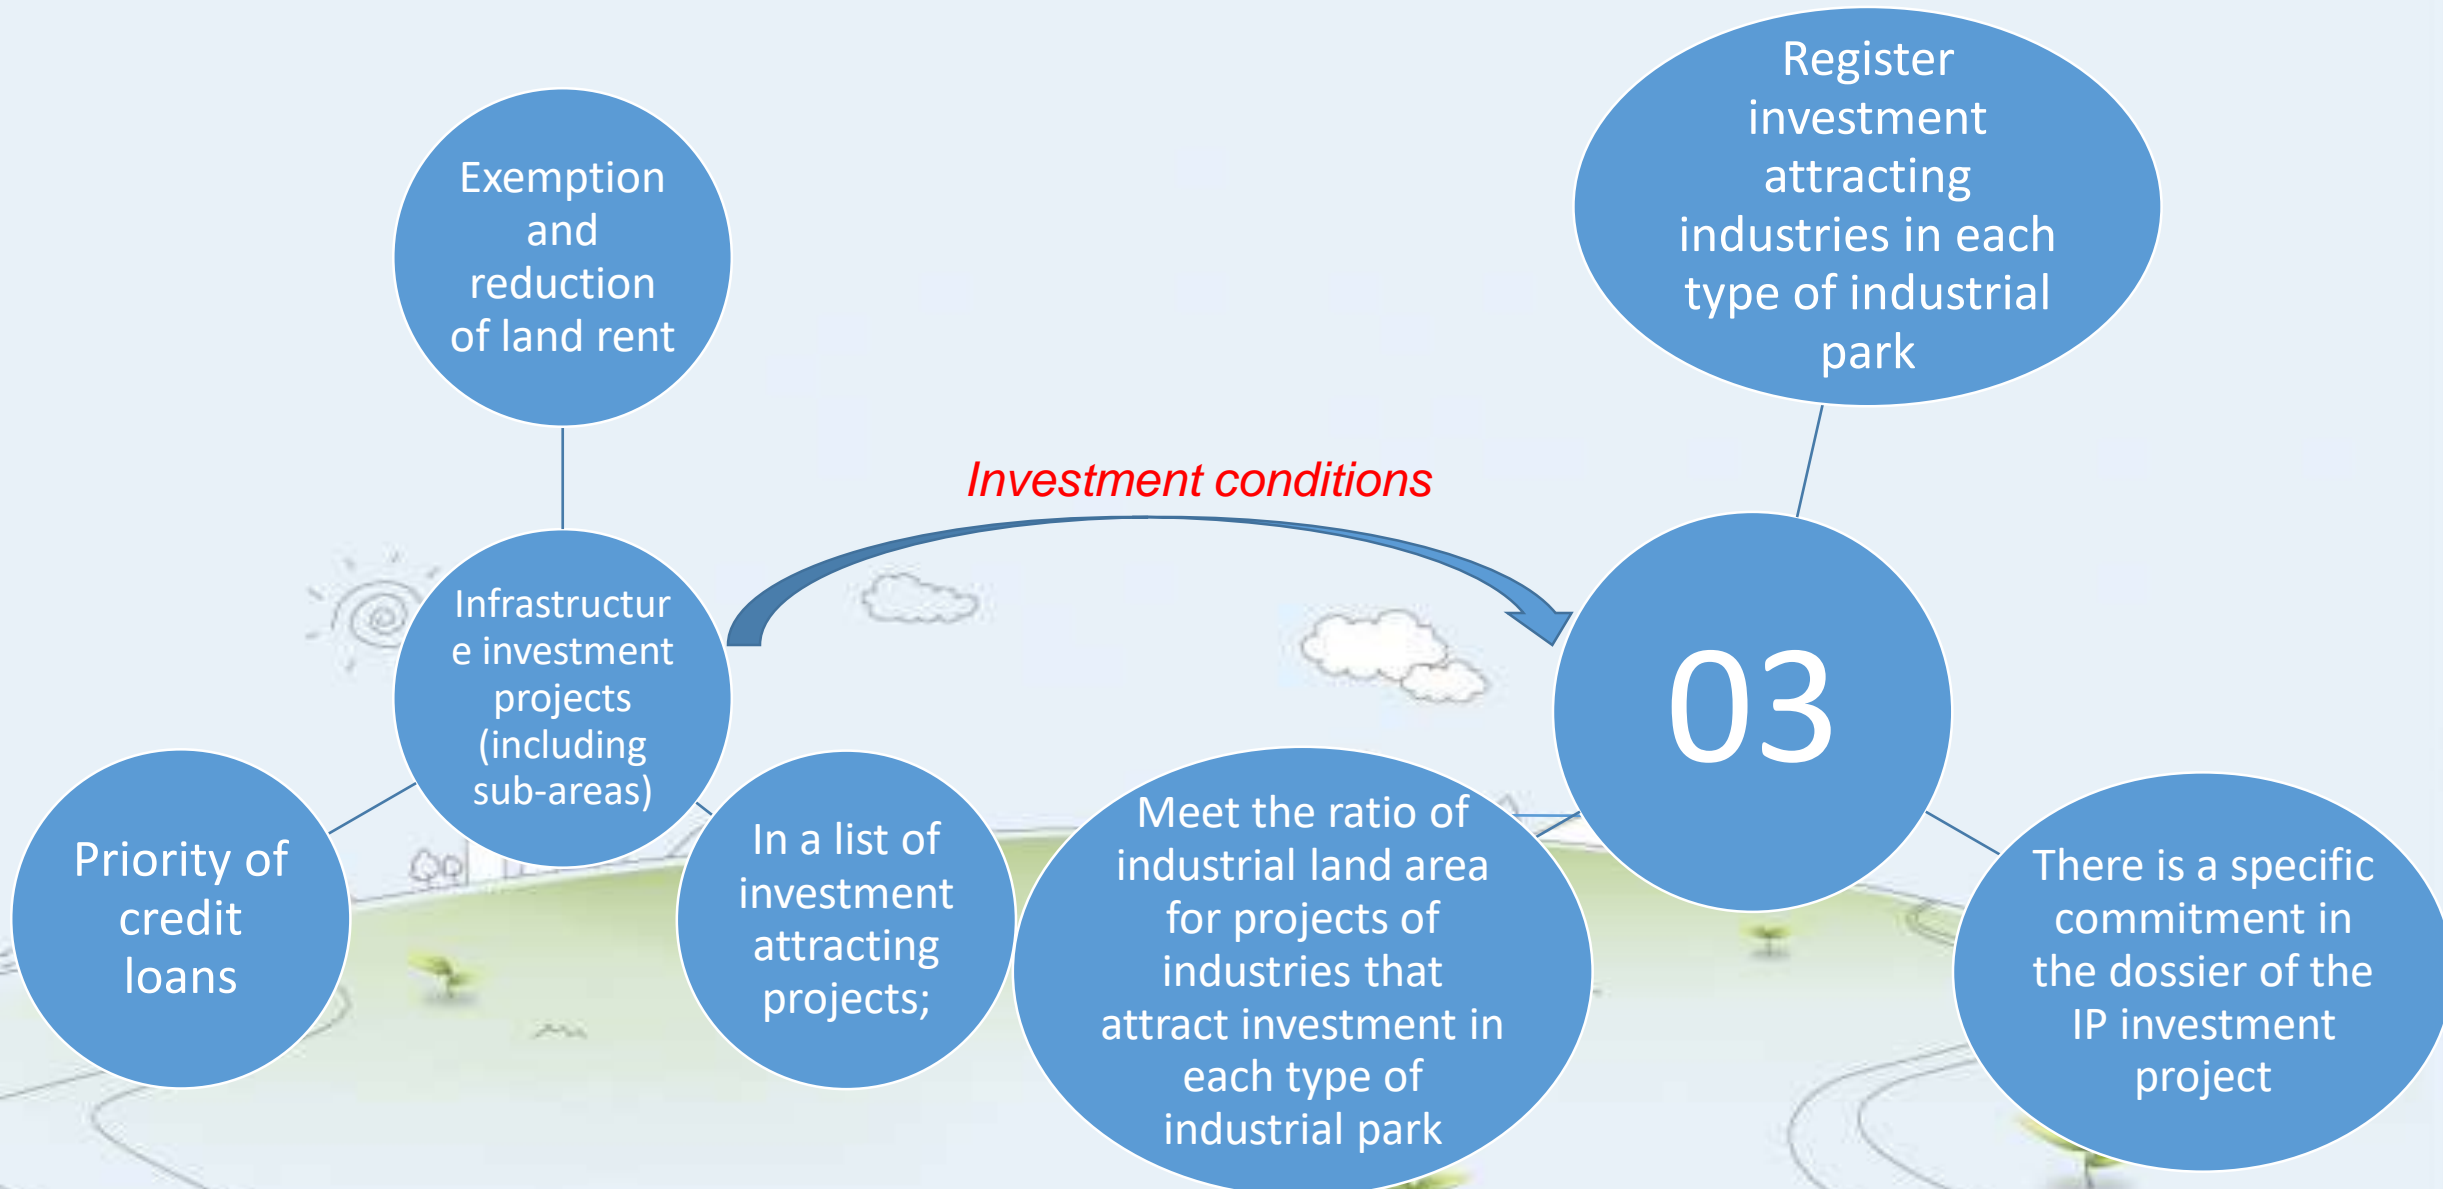 Exemption
and
reduction
of land rent
Infrastructur
e investment
projects
(including
sub-areas)
Priority of
credit
loans
In a list of
investment
attracting
projects;
Investment conditions
Register
investment
attracting
industries in each
type of industrial
park
03
Meet the ratio of
industrial land area
for projects of
industries that
attract investment in
each type of
industrial park
There is a specific
commitment in
the dossier of the
IP investment
project